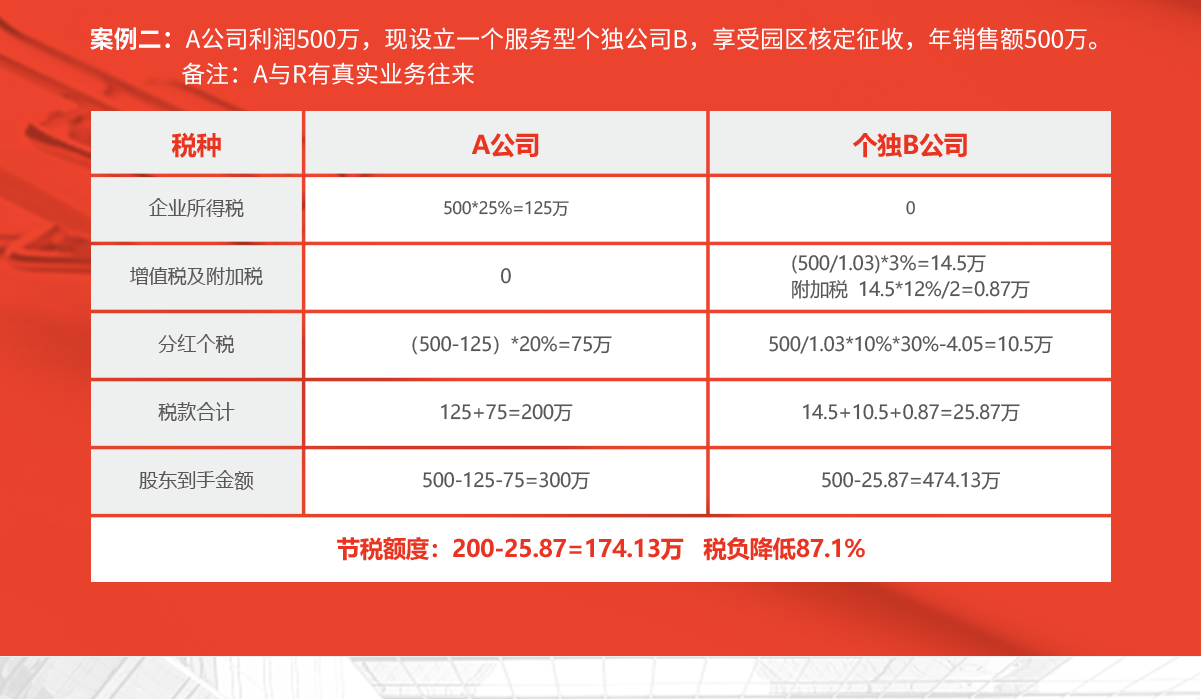 案例二：A公司利润500万，现设立一个服务型个独公司B，享受园区核定征收，年销售额500万。
备注：A与R有真实业务往来
税种 A公司 个独B公司
企业所得税 500*25%=125万 0
增值税及附加税 0 (500/1.03)*3%=14.5万
附加税 14.5*12%/2=0.87万
分红个税 （500-125）*20%=75万 500/1.03*10%*30%-4.05=10.5万
税款合计 125+75=200万 14.5+10.5+0.87=25.87万
股东到手金额 500-125-75=300万 500-25.87=474.13万
节税额度：200-25.87=174.13万 税负降低87.1%